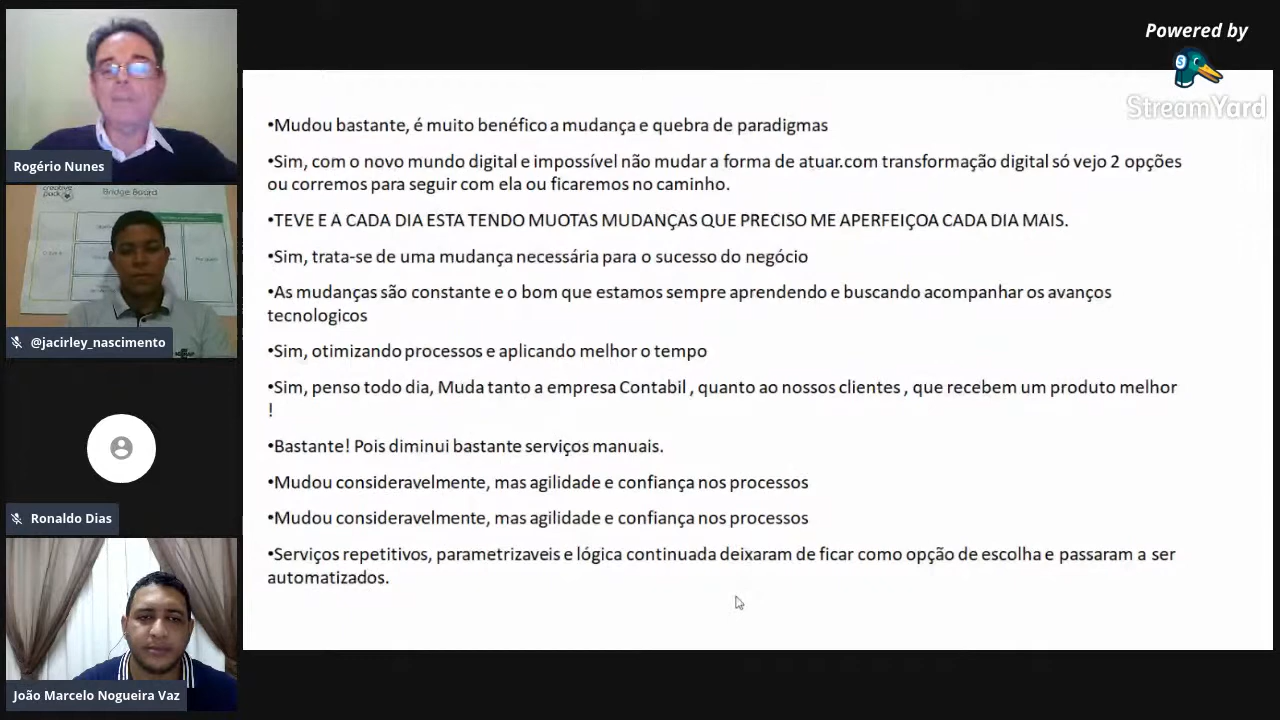 Powered by
StreamYard
Rogério Nunes
creative pack
Bridge Board
@jacirley_nascimento
Ronaldo Dias
João Marcelo Nogueira Vaz
•Mudou bastante, é muito benéfico a mudança e quebra de paradigmas
•Sim, com o novo mundo digital e impossível não mudar a forma de atuar.com transformação digital só vejo 2 opções
ou corremos para seguir com ela ou ficaremos no caminho.
•TEVE E A CADA DIA ESTA TENDO MUOTAS MUDANÇAS QUE PRECISO ME APERFEIÇOA CADA DIA MAIS.
•Sim, trata-se de uma mudança necessária para o sucesso do negócio
•As mudanças são constante e o bom que estamos sempre aprendendo e buscando acompanhar os avanços
tecnologicos
•Sim, otimizando processos e aplicando melhor o tempo
•Sim, penso todo dia, Muda tanto a empresa Contabil , quanto ao nossos clientes , que recebem um produto melhor
!
•Bastante! Pois diminui bastante serviços manuais.
•Mudou consideravelmente, mas agilidade e confiança nos processos
•Mudou consideravelmente, mas agilidade e confiança nos processos
•Serviços repetitivos, parametrizaveis e lógica continuada deixaram de ficar como opção de escolha e passaram a ser
automatizados.